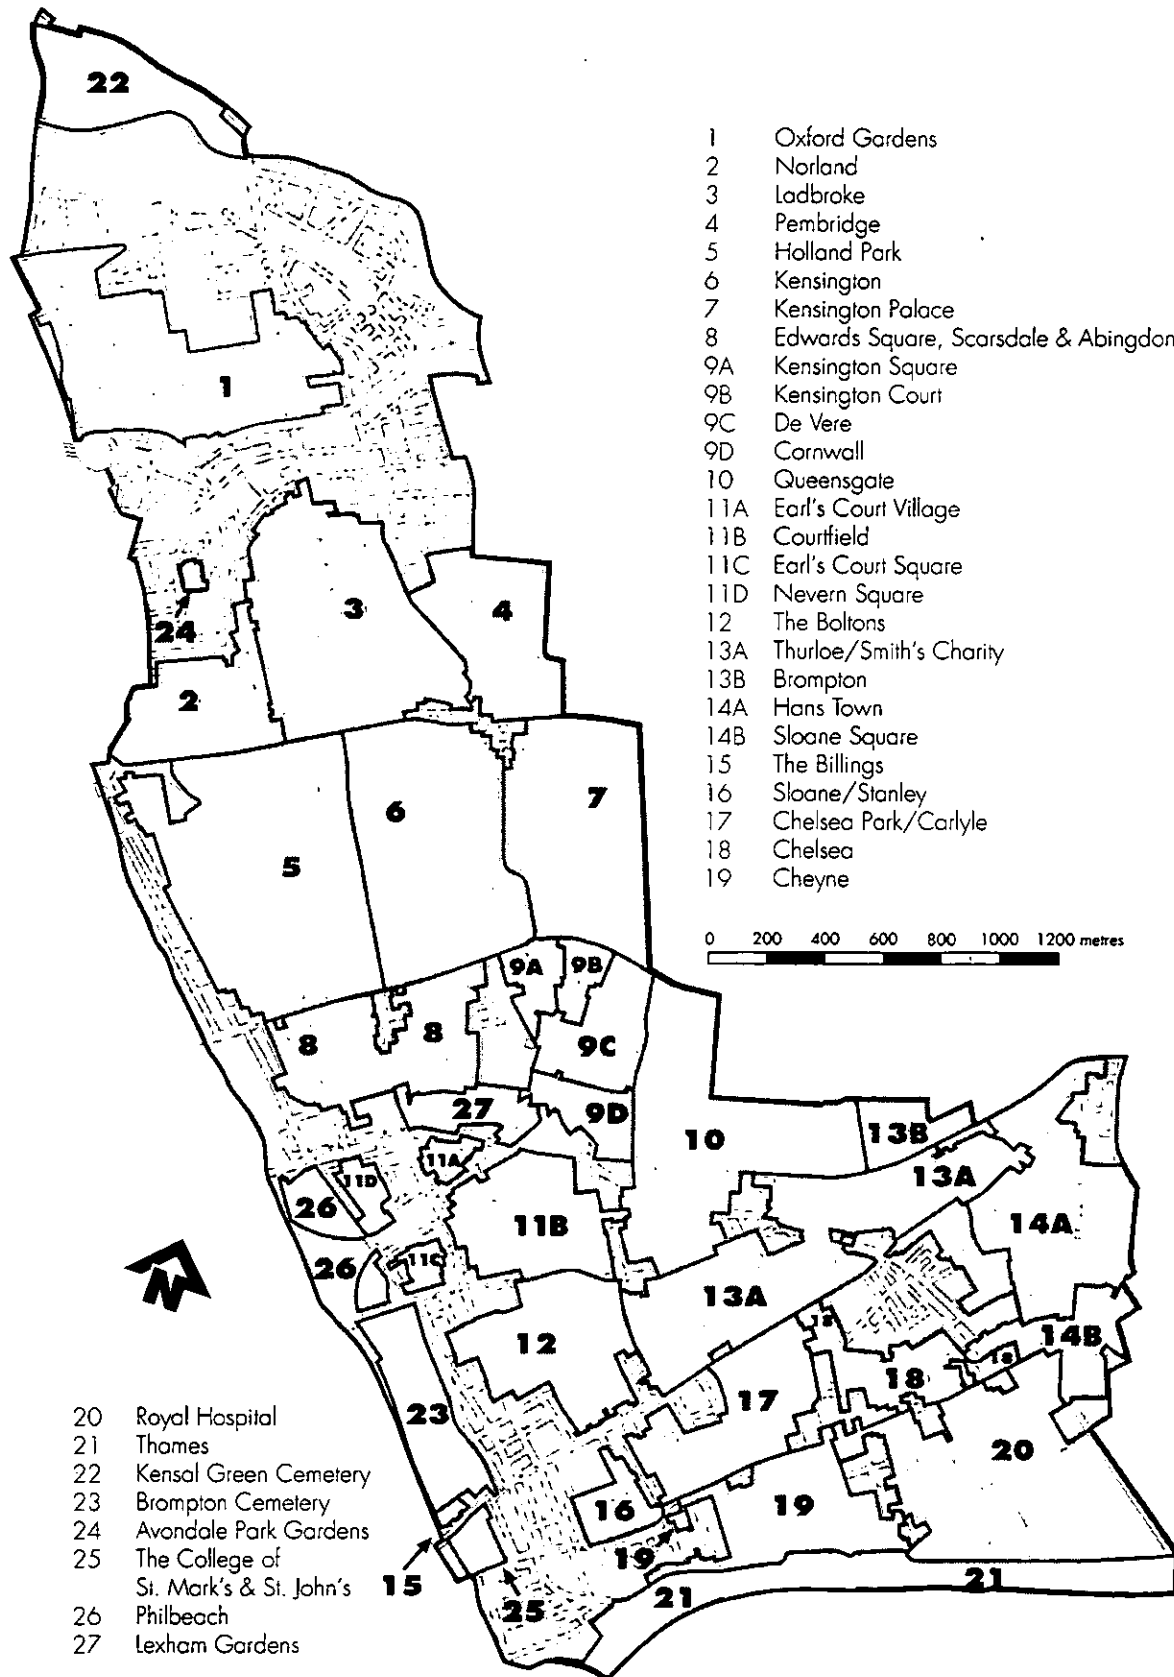 22
1 Oxford Gardens
2 Norland
3 Ladbroke
4 Pembridge
5 Holland Park
6 Kensington
7 Kensington Palace
8 Edwards Square, Scarsdale & Abingdon
9A Kensington Square
9B Kensington Court
9C De Vere
9D Cornwall
10 Queensgate
11A Earl's Court Village
11B Courtfield
11C Earl's Court Square
11D Nevern Square
12 The Boltons
13A Thurloe/Smith's Charity
13B Brompton
14A Hans Town
14B Sloane Square
15 The Billings
16 Sloane/Stanley
17 Chelsea Park/Carlyle
18 Chelsea
19 Cheyne
0 200 400 600 800 1000 1200 metres
1
3
4
24
2
7
6
5
9A 9B
8 8 9C
27 9D
10 13B
11A 13A
11D
26 11B 14A
26 11C
13A
N
12 18 14B
18 18
23 17
20
16 19
19
15 25 21 21
20 Royal Hospital
21 Thames
22 Kensal Green Cemetery
23 Brompton Cemetery
24 Avondale Park Gardens
25 The College of
St. Mark's & St. John's
26 Philbeach
27 Lexham Gardens